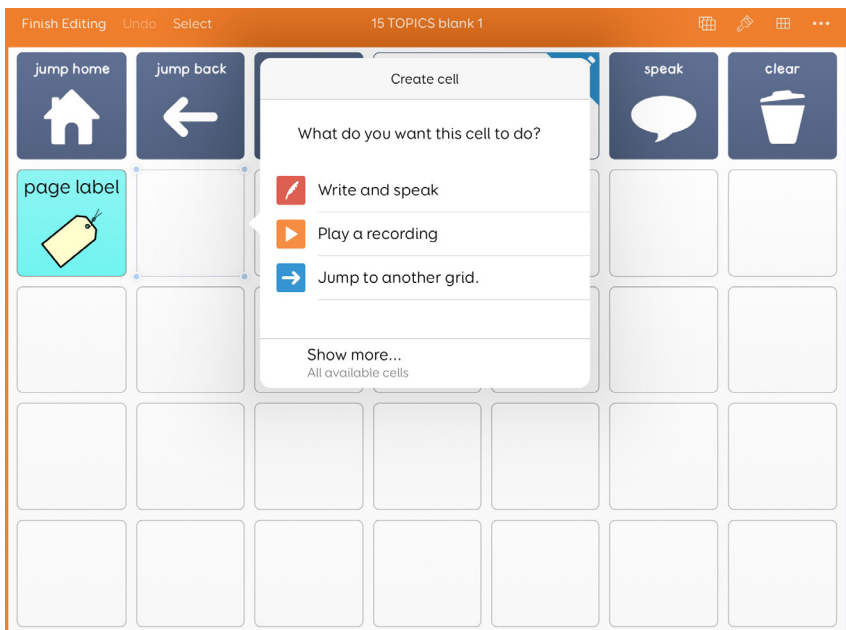 Finish Editing Undo Select 15 TOPICS blank 1
jump home jump back speak clear
Create cell
What do you want this cell to do?
page label
Write and speak
Play a recording
Jump to another grid.
Show more...
All available cells